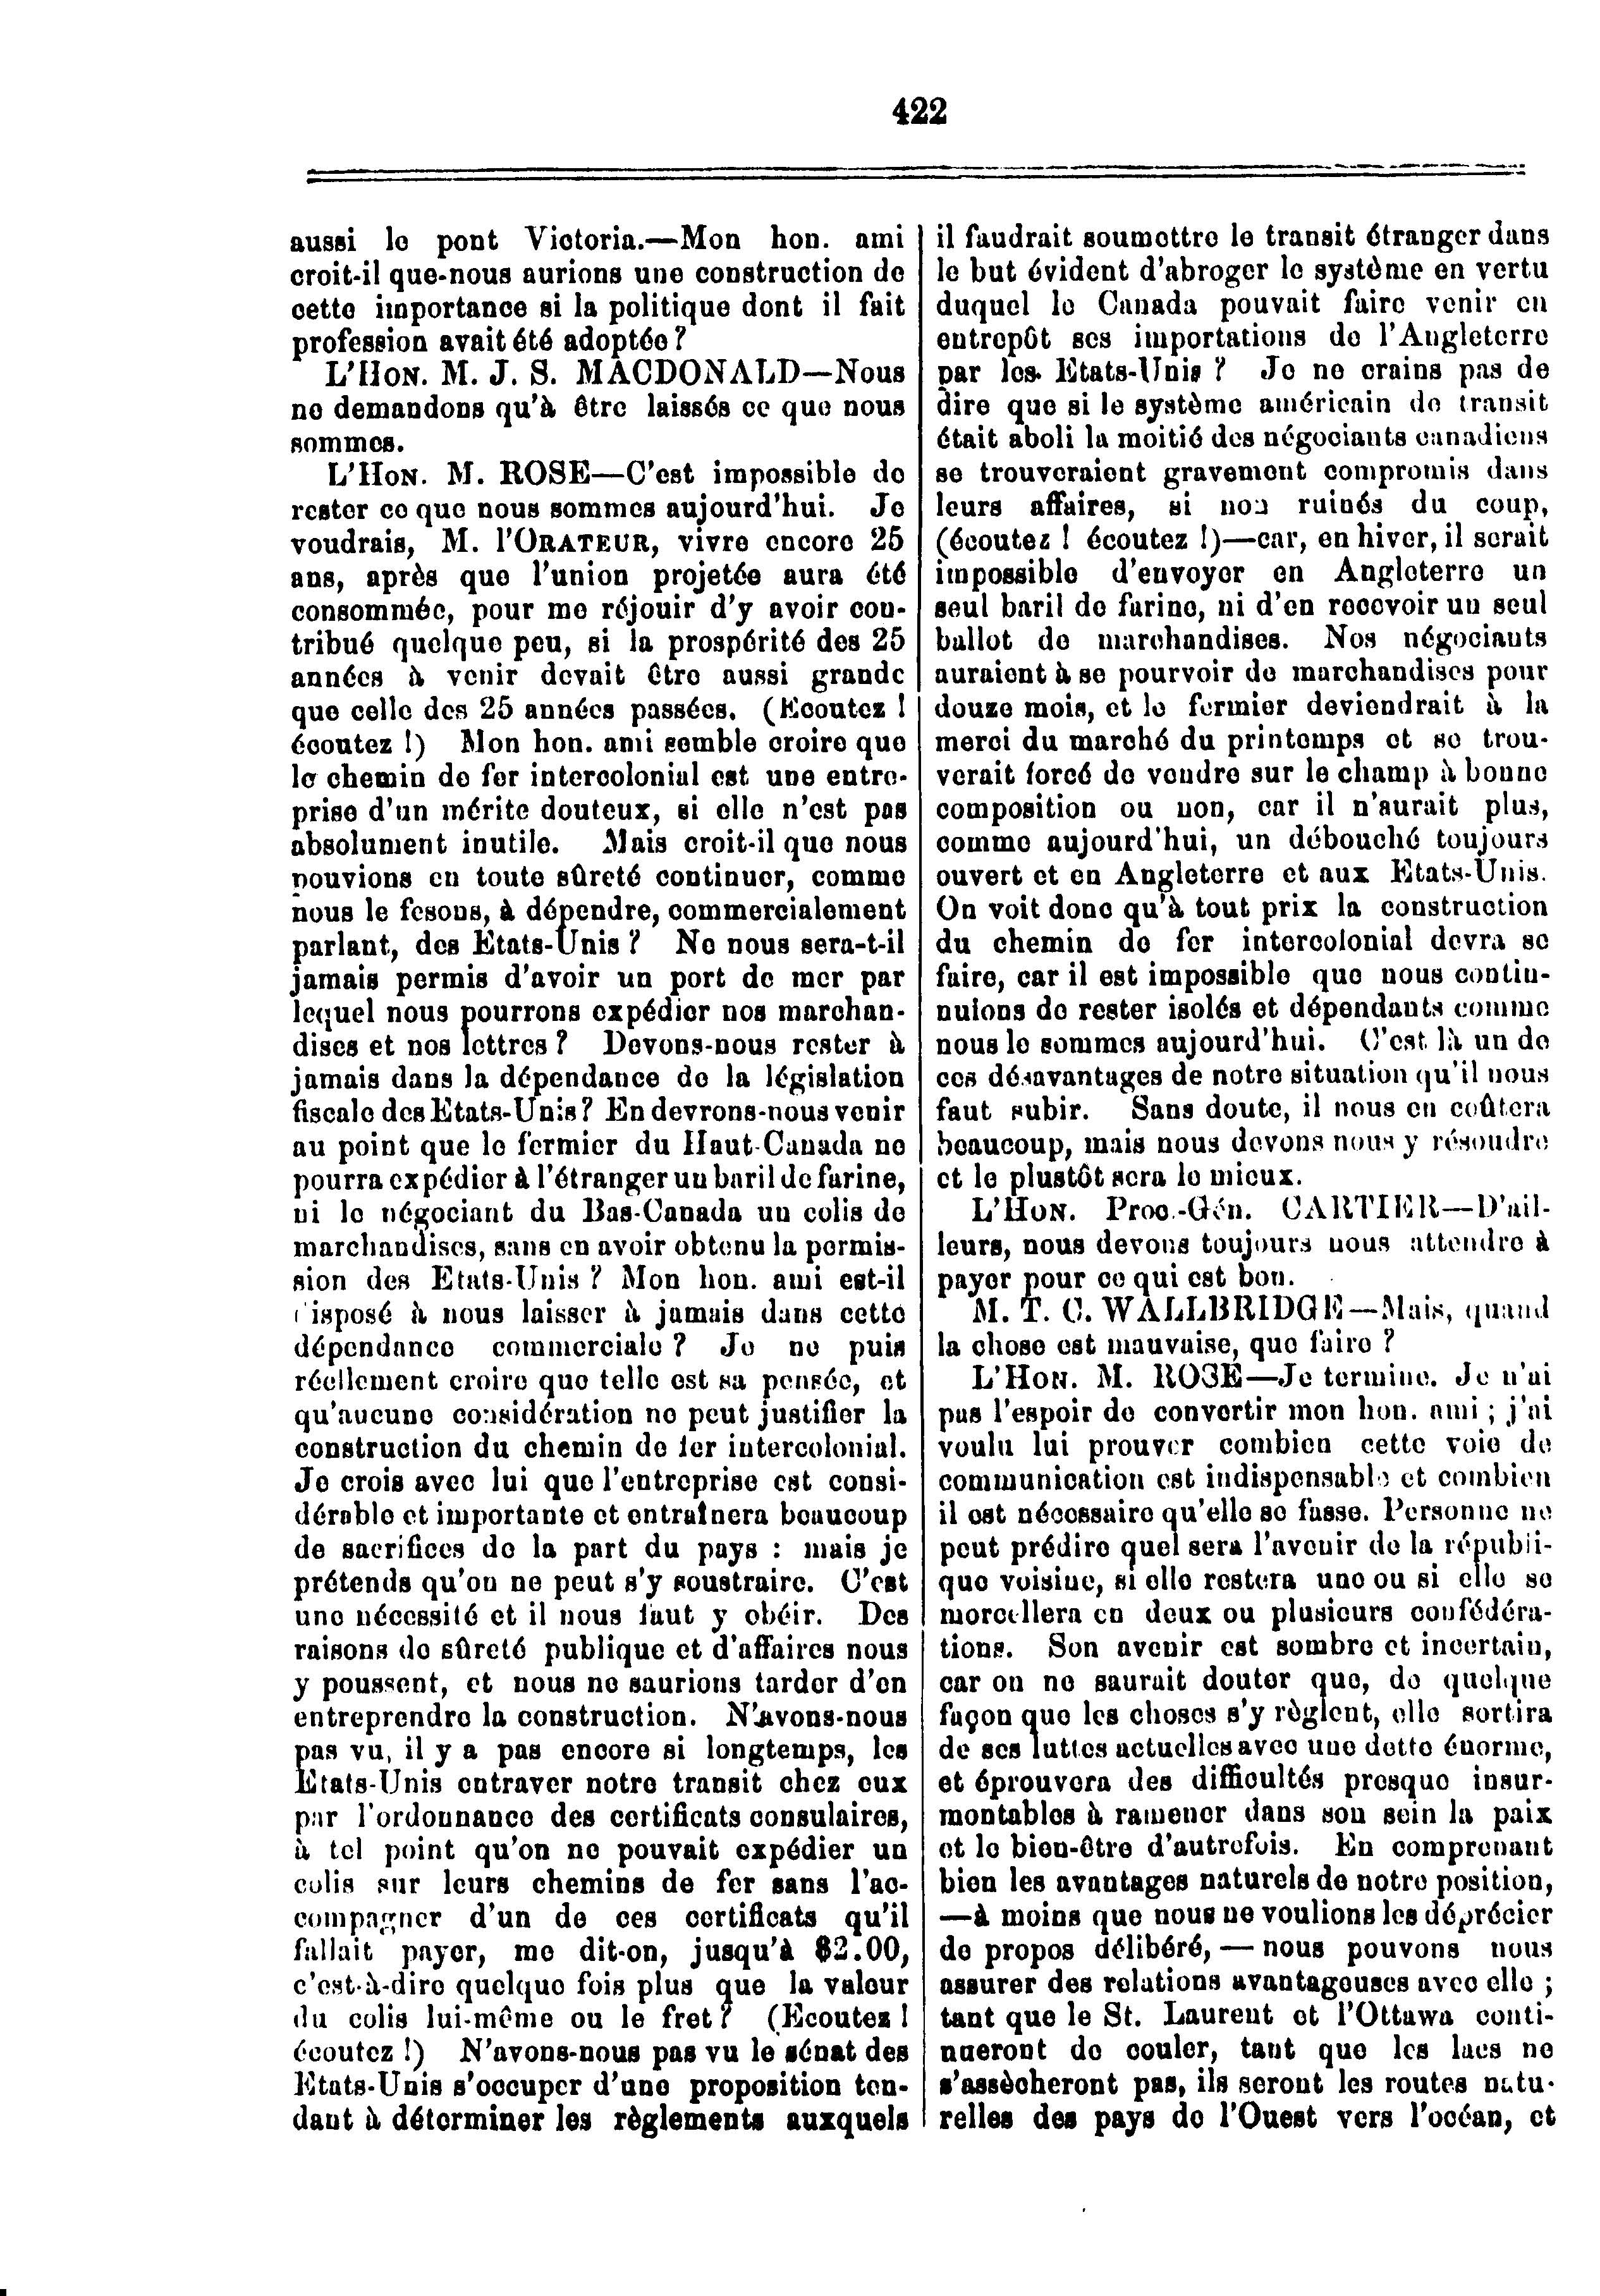 422
aussi le pont Victoria.—Mon hon. ami
croit-il que-nous aurions une construction de
cette importance si la politique dont il fait
profession avait été adoptée ?
L'HON. M. J. S. MACDONALD—Nous
ne demandons qu'à être laissés ce que nous
sommes.
L'HON. M. ROSE—C'est impossible de
rester ce que nous sommes aujourd'hui. Je
voudrais, M. l'ORATEUR, vivre encore 25
ans, après que l'union projetée aura été
consommée, pour me réjouir d'y avoir con-
tribué quelque peu, si la prospérité des 25
années à venir devait être aussi grande
que celle des 25 années passées. (Ecoutez !
écoutez !) Mon hon. ami semble croire que
le chemin de fer intercolonial est une entre-
prise d'un mérite douteux, si elle n'est pas
absolument inutile. Mais croit-il que nous
pouvions en toute sûreté continuer, comme
nous le fesons, à dépendre, commercialement
parlant, des Etats-Unis ? Ne nous sera-t-il
jamais permis d'avoir un port de mer par
lequel nous pourrons expédier nos marchan-
dises et nos lettres ? Devons-nous rester à
jamais dans la dépendance de la législation
fiscale des Etats-Unis ? En devrons-nous venir
au point que le fermier du Haut-Canada ne
pourra expédier à l'étranger un baril de farine,
ni le négociant du Bas-Canada un colis de
marchandises, sans en avoir obtenu la permis-
sion des Etats-Unis ? Mon hon. ami est-il
disposé à nous laisser à jamais dans cette
dépendance commerciale ? Je ne puis
réellement croire que telle est sa pensée, et
qu'aucune considération ne peut justifier la
construction du chemin de fer intercolonial.
Je crois avec lui que l'entreprise est consi-
dérable et importante et entraînera beaucoup
de sacrifices de la part du pays : mais je
prétends qu'on ne peut s'y soustraire. C'est
une nécessité et il nous faut y obéir. Des
raisons de sûreté publique et d'affaires nous
y poussent, et nous ne saurions tarder d'en
entreprendre la construction. N'avons-nous
pas vu, il y a pas encore si longtemps, les
Etats-Unis entraver notre transit chez eux
par l'ordonnance des certificats consulaires,
à tel point qu'on ne pouvait expédier un
colis sur leurs chemins de fer sans l'ac-
compagner d'un de ces certificats qu'il
fallait payer, me dit-on, jusqu'à $2.00,
c'est-à-dire quelque fois plus que la valeur
du colis lui-même ou le fret ? (Ecoutez !
écoutez !) N'avons-nous pas vu le sénat des
Etats-Unis s'occuper d'une proposition ten-
dant à déterminer les règlements auxquels
il faudrait soumettre le transit étranger dans
le but évident d'abroger le système en vertu
duquel le Canada pouvait faire venir en
entrepôt ses importations de l'Angleterre
par les Etats-Unis ? Je ne crains pas de
dire que si le système américain de transit
était aboli la moitié des négociants canadiens
se trouveraient gravement compromis dans
leurs affaires, si non ruinés du coup,
(écoutez ! écoutez !)—car, en hiver, il serait
impossible d'envoyer en Angleterre un
seul baril de farine, ni d'en recevoir un seul
ballot de marchandises. Nos négociants
auraient à se pourvoir de marchandises pour
douze mois, et le fermier deviendrait à la
merci du marché du printemps et se trou-
verait forcé de vendre sur le champ à bonne
composition ou non, car il n'aurait plus,
comme aujourd'hui, un débouché toujours
ouvert et en Angleterre et aux Etats-Unis.
On voit donc qu'à tout prix la construction
du chemin de fer intercolonial devra se
faire, car il est impossible que nous contin-
nuions de rester isolés et dépendants comme
nous le sommes aujourd'hui. C'est là un de
ces désavantages de notre situation qu'il nous
faut subir. Sans doute, il nous en coûtera
beaucoup, mais nous devons nous y résoudre
et le plustôt sera le mieux.
L'HON. Proc.-Gén. CARTIER—D'ail-
leurs, nous devons toujours nous attendre à
payer pour ce qui est bon.
M. T. C. WALLBRIDGE—Mais, quand
la chose est mauvaise, que faire ?
L'HON. M. ROSE—Je termine. Je n'ai
pas l'espoir de convertir mon hon. ami ; j'ai
voulu lui prouver combien cette voie de
communication est indispensable et combien
il est nécessaire qu'elle se fasse. Personne ne
peut prédire quel sera l'avenir de la républi-
que voisine, si elle restera une ou si elle se
morcellera en deux ou plusieurs confédéra-
tions. Son avenir est sombre et incertain,
car on ne saurait douter que, de quelque
façon que les choses s'y règlent, elle sortira
de ses luttes actuelles avec une dette énorme,
et éprouvera des difficultés presque insur-
montables à ramener dans son sein la paix
et le bien-être d'autrefois. En comprenant
bien les avantages naturels de notre position,
—à moins que nous ne voulions les déprécier
de propos délibéré, — nous pouvons nous
assurer des relations avantageuses avec elle ;
tant que le St. Laurent et l'Ottawa conti-
nueront de couler, tant que les lacs ne
s'assècheront pas, ils seront les routes natu-
relles des pays de l'Ouest vers l'océan, et